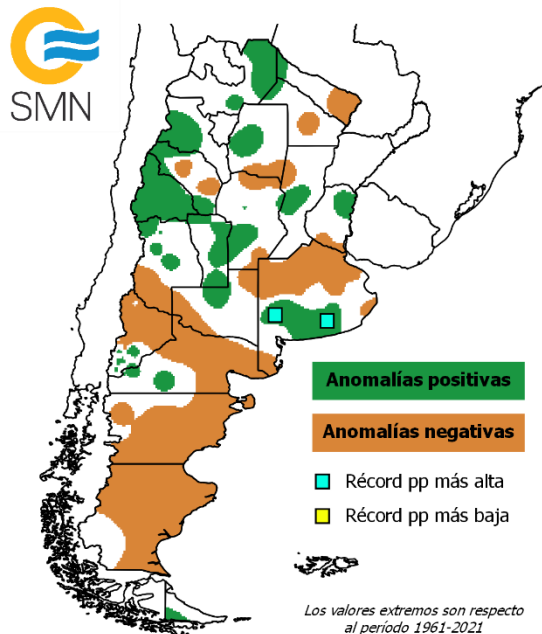 SMN
Anomalías positivas
Anomalías negativas
Récord pp más alta
Récord pp más baja
Los valores extremos son respecto
al período 1961-2021